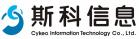 斯科信息
Cykeo Information Technology Co., Ltd.